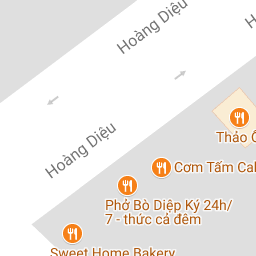 Hoàng Diệu
Hoàng Diệu
Thảo
Cơm Tấm
Phở Bò Diệp Ký 24h/
7 - thức cả đêm
Sweet Home Bakery